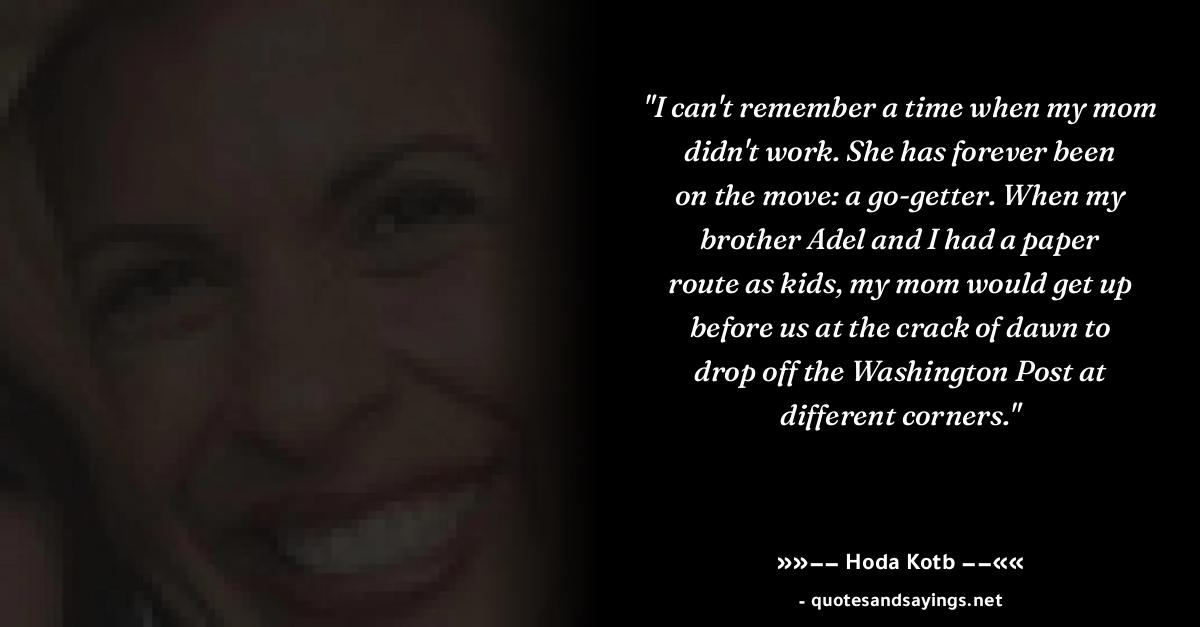 "I can't remember a time when my mom
didn't work. She has forever been
on the move: a go-getter. When my
brother Adel and I had a paper
route as kids, my mom would get up
before us at the crack of dawn to
drop off the Washington Post at
different corners."
»»−− Hoda Kotb −−««
- quotesandsayings.net